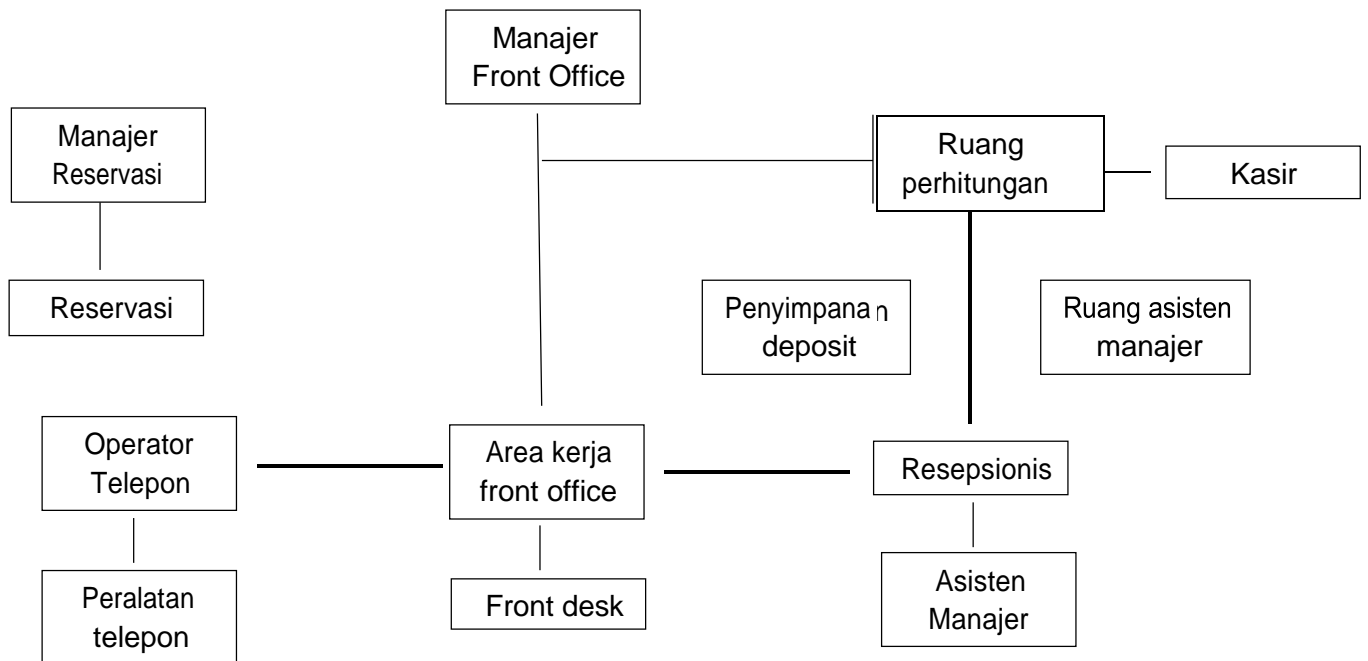 Manajer
Front Office
Manajer
Reservasi
Ruang
perhitungan
Kasir
Reservasi
Penyimpanan
deposit
Ruang asisten
manajer
Operator
Telepon
Area kerja
front office
Resepsionis
Peralatan
telepon
Front desk
Asisten
Manajer